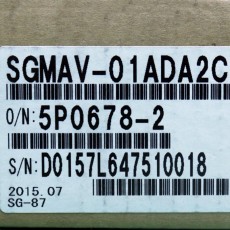 SGMAV-01ADA2C
O/N: 5P0678-2
S/N: D0157L647510018
2015.07
SG-87